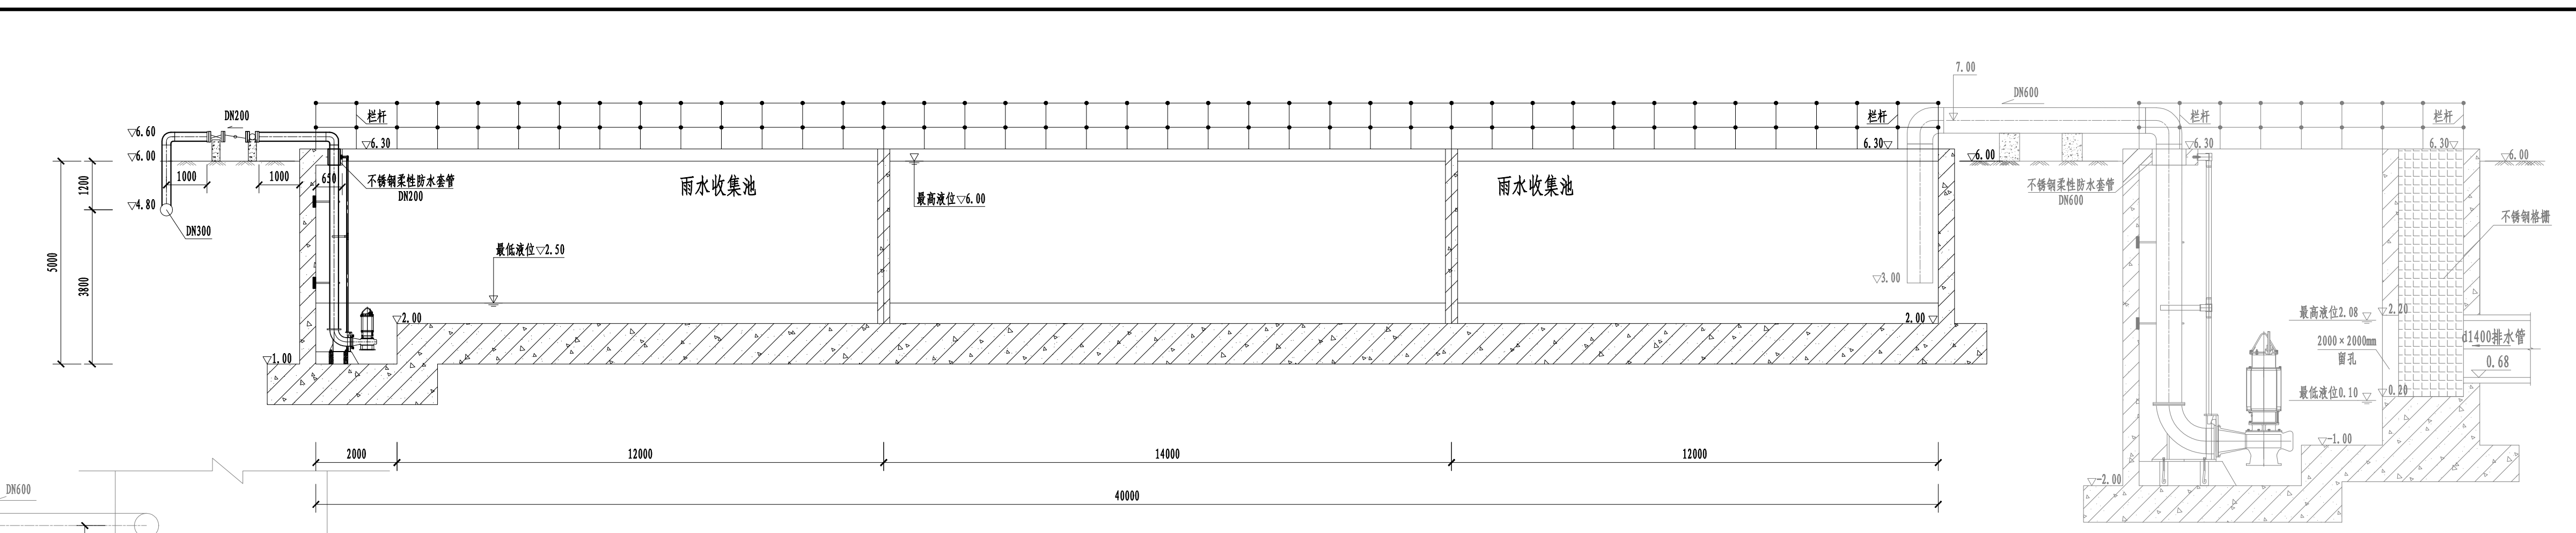 7.00
DN600
DN200
栏杆
栏杆
栏杆
栏杆
▽6.60
▽6.30
6.30▽
▽6.30
6.30▽
▽6.00
▽6.00
▽6.00
1000
1000
650
不锈钢柔性防水套管
DN200
雨水收集池
雨水收集池
最高液位▽6.00
不锈钢柔性防水套管
DN600
1200
▽4.80
DN300
不锈钢格栅
5000
3800
最低液位▽2.50
▽3.00
▽2.00
2.00▽
最高液位2.08▽
▽2.20
2000×2000mm
留孔
d1400排水管
0.68
▽1.00
最低液位0.10▽
▽0.20
▽-1.00
▽-2.00
2000
12000
14000
12000
40000
DN600